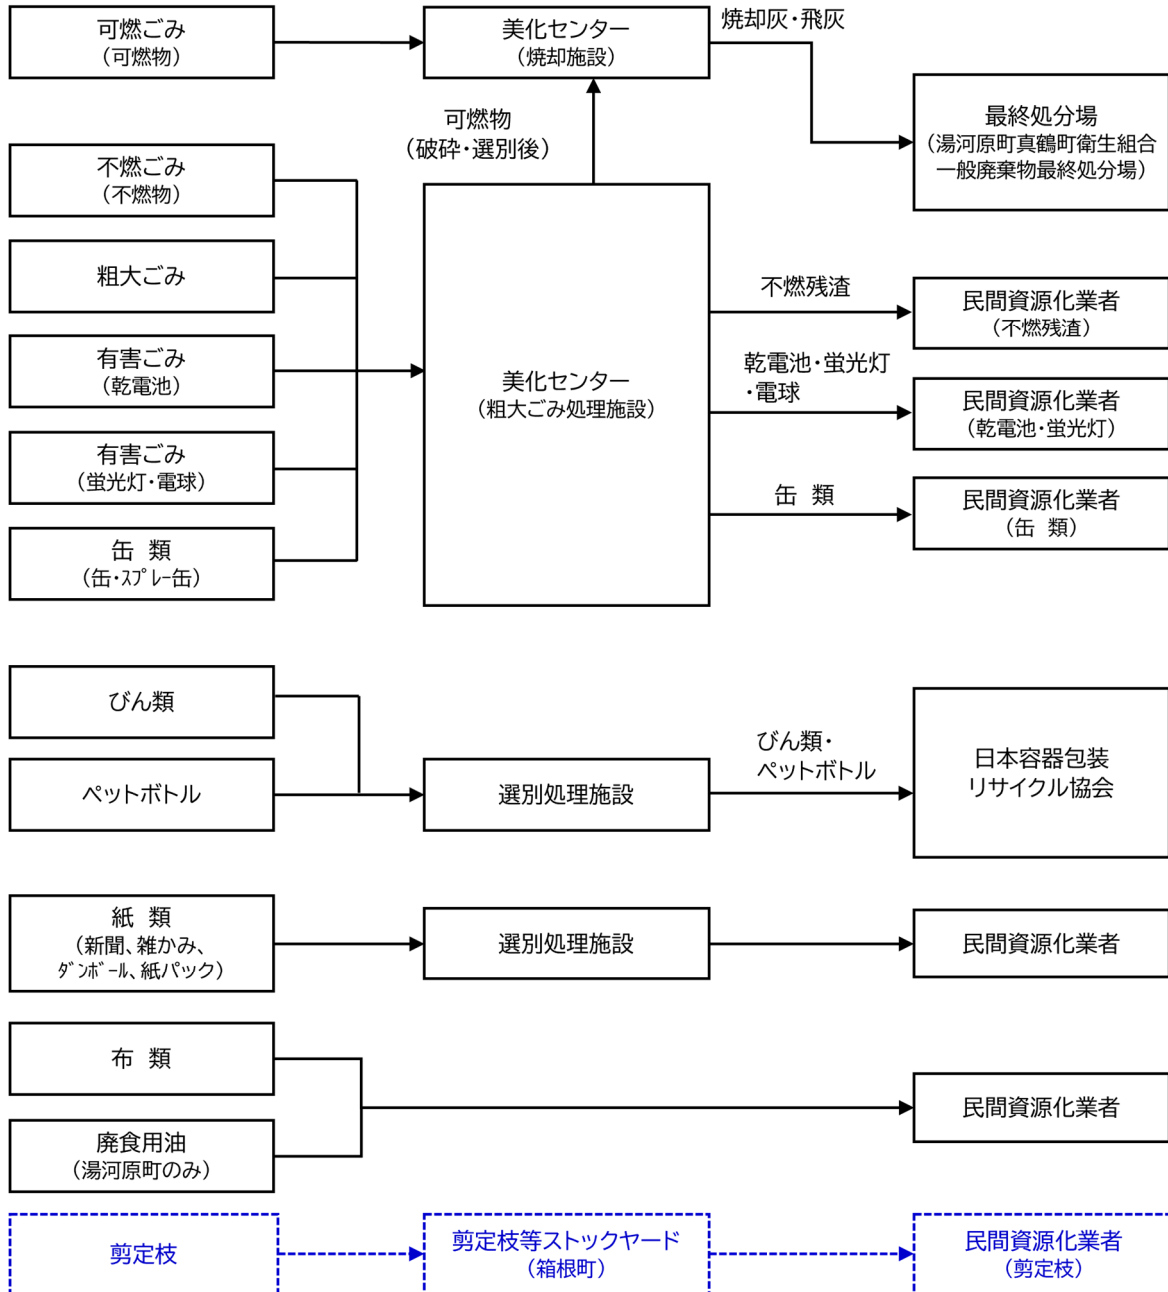 可燃ごみ
（可燃物）
美化センター
（焼却施設）
焼却灰・飛灰
最終処分場
（湯河原町真鶴町衛生組合
一般廃棄物最終処分場）
可燃物
（破砕・選別後）
不燃ごみ
（不燃物）
粗大ごみ
有害ごみ
（乾電池）
有害ごみ
（蛍光灯・電球）
缶　類
（缶・ｽﾌﾟﾚｰ缶）
美化センター
（粗大ごみ処理施設）
不燃残渣
民間資源化業者
（不燃残渣）
乾電池・蛍光灯
・電球
民間資源化業者
（乾電池・蛍光灯）
缶　類
民間資源化業者
（缶　類）
びん類
ペットボトル
選別処理施設
びん類・
ペットボトル
日本容器包装
リサイクル協会
紙　類
（新聞、雑かみ、
ﾀﾞﾝﾎﾞｰﾙ、紙パック）
選別処理施設
民間資源化業者
布　類
廃食用油
（湯河原町のみ）
民間資源化業者
剪定枝
剪定枝等ストックヤード
（箱根町）
民間資源化業者
（剪定枝）